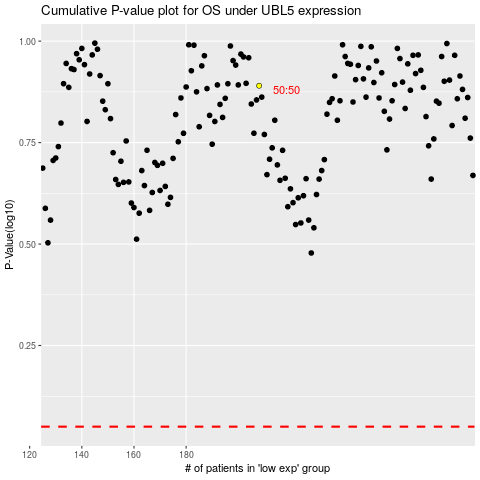 Cumulative P-value plot for OS under UBL5 expression
1.00
50:50
0.75
P-Value(log10)
0.50
0.25
120 140 160 180
# of patients in 'low exp' group